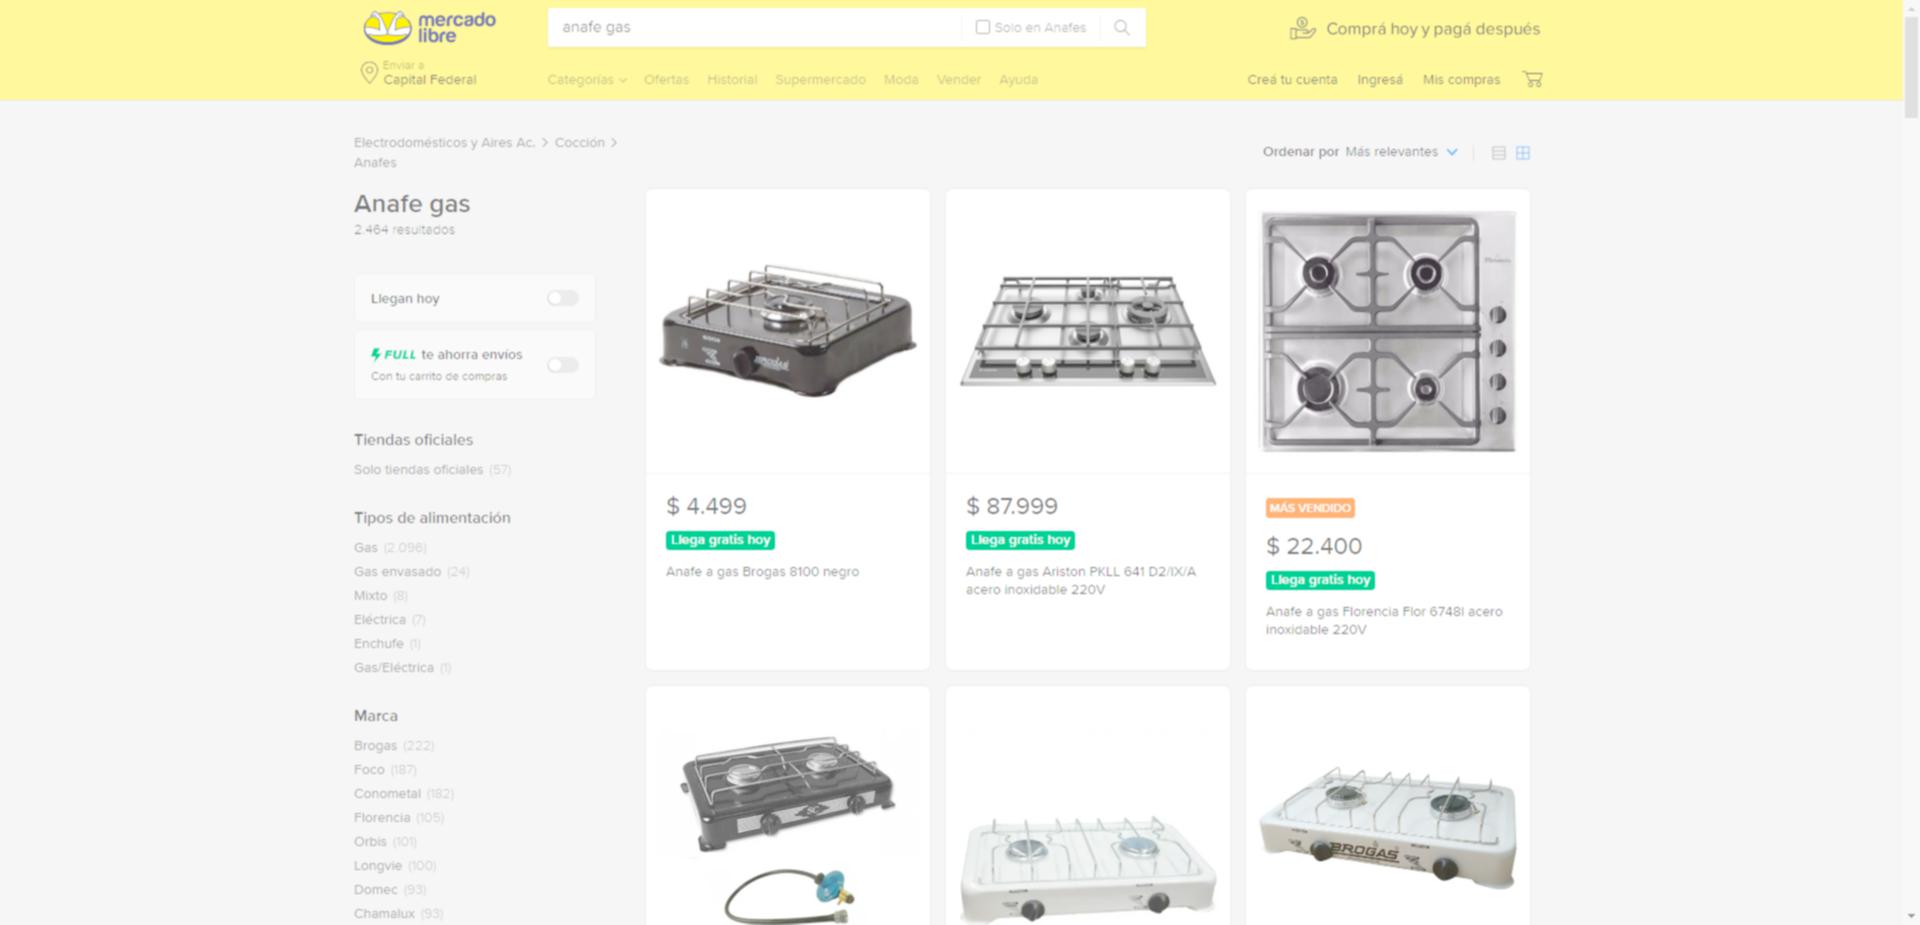 mercado
libre
anafe gas
Solo en Anafes
Comprá hoy y pagá después
Enviar a
Capital Federal
Categorías
Ofertas
Historial
Supermercado
Moda
Vender
Ayuda
Creá tu cuenta
Ingresá
Mis compras
Electrodomésticos y Aires Ac. > Cocción >
Anafes
Ordenar por Más relevantes
Anafe gas
2.464 resultados
Llegan hoy
FULL te ahorra envíos
Con tu carrito de compras
Tiendas oficiales
Solo tiendas oficiales (57)
Tipos de alimentación
Gas (2.096)
Gas envasado (24)
Mixto (8)
Eléctrica (7)
Enchufe (1)
Gas/Eléctrica (1)
Marca
Brogas (222)
Foco (187)
Conometal (182)
Florencia (105)
Orbis (101)
Longvie (100)
Domec (93)
Chamalux (93)
$ 4.499
Llega gratis hoy
Anafe a gas Brogas 8100 negro
$ 87.999
Llega gratis hoy
Anafe a gas Ariston PKLL 641 D2/IX/A
acero inoxidable 220V
MÁS VENDIDO
$ 22.400
Llega gratis hoy
Anafe a gas Florencia Flor 6748I acero
inoxidable 220V
BROGAS